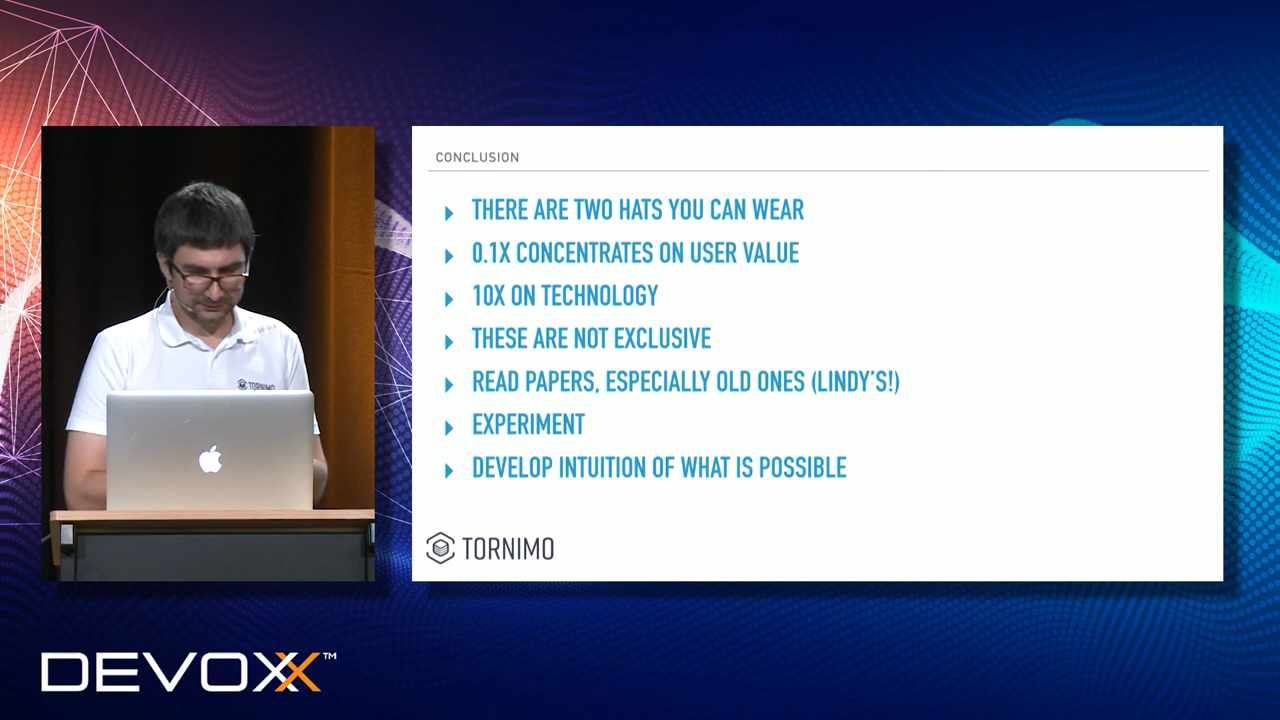 CONCLUSION
THERE ARE TWO HATS YOU CAN WEAR
0.1X CONCENTRATES ON USER VALUE
10X ON TECHNOLOGY
THESE ARE NOT EXCLUSIVE
READ PAPERS, ESPECIALLY OLD ONES (LINDY'S!)
EXPERIMENT
DEVELOP INTUITION OF WHAT IS POSSIBLE
TORNIMO
TORNIMO
DEVOXX™